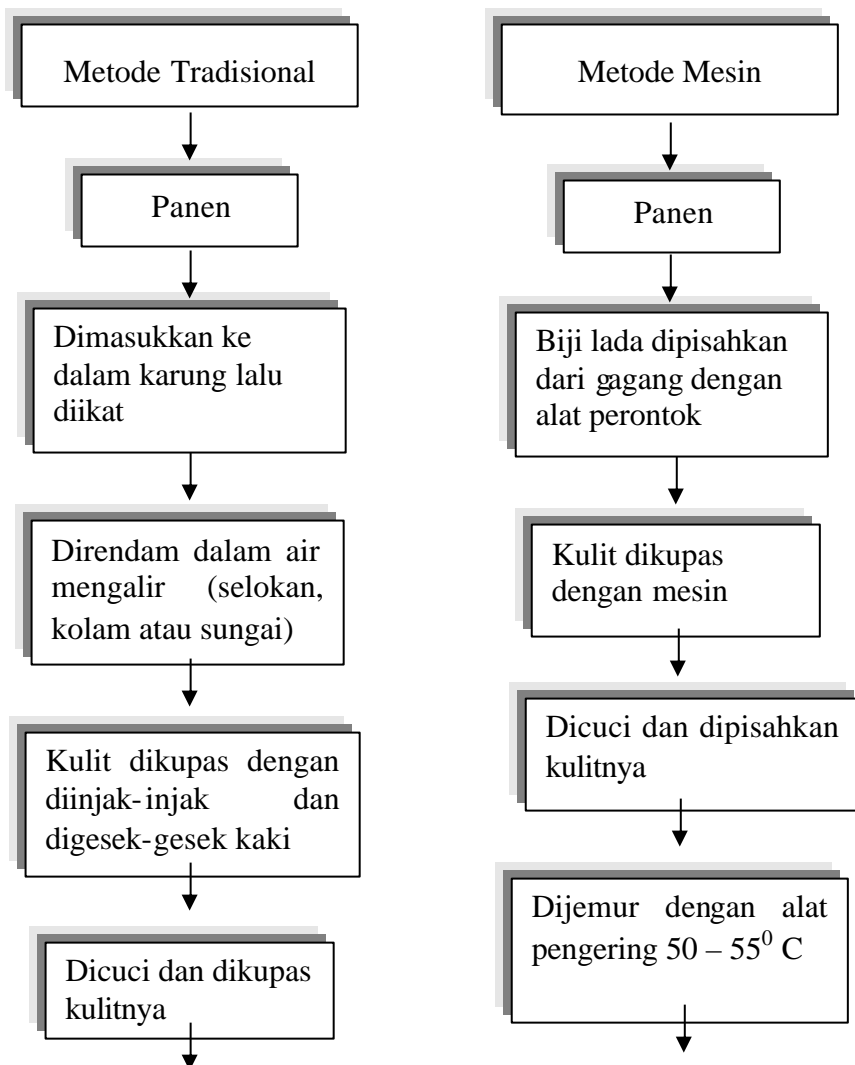 Metode Tradisional
Panen
Dimasukkan ke
dalam karung lalu
diikat
Direndam dalam air
mengalir (selokan,
kolam atau sungai)
Kulit dikupas dengan
diinjak-injak dan
digesek-gesek kaki
Dicuci dan dikupas
kulitnya
Metode Mesin
Panen
Biji lada dipisahkan
dari gagang dengan
alat perontok
Kulit dikupas
dengan mesin
Dicuci dan dipisahkan
kulitnya
Dijemur dengan alat
pengering 50 – 55⁰ C